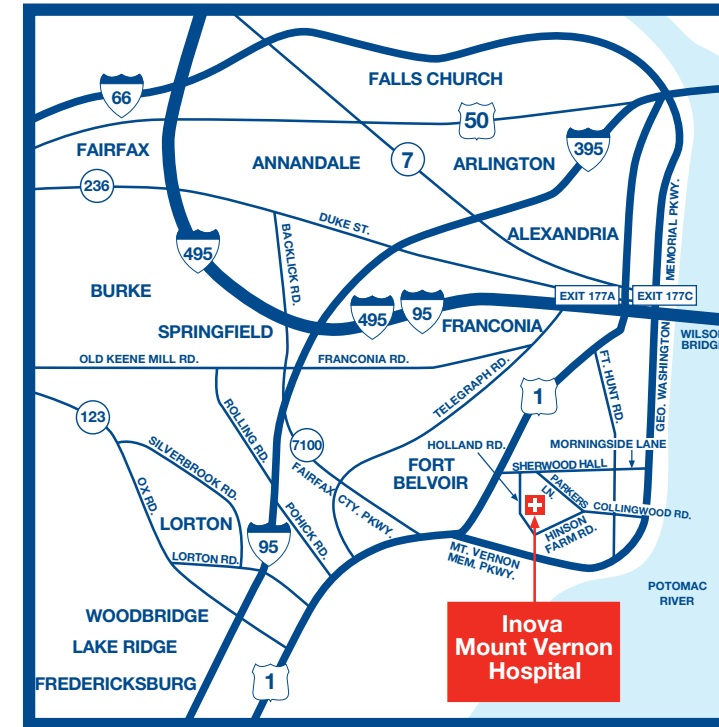 FALLS CHURCH
66
50
FAIRFAX
ANNANDALE
7
ARLINGTON
395
236
DUKE ST.
BACKLICK RD.
MEMORIAL PKWY.
ALEXANDRIA
495
BURKE
EXIT 177A
EXIT 177C
495
95
SPRINGFIELD
FRANCONIA
GEO. WASHINGTON
OLD KEENE MILL RD.
FRANCONIA RD.
TELEGRAPH RD.
FT. HUNT RD.
1
123
ROLLING RD.
HOLLAND RD.
MORNINGSIDE LANE
SILVERBROOK RD.
7100
FORT
BELVOIR
SHERWOOD HALL
LN.
PARKERS
OX RD.
FAIRFAX CTY. PKWY.
COLLINGWOOD RD.
LORTON
POHICK RD.
HINSON
FARM RD.
95
LORTON RD.
MT. VERNON
MEM. PKWY.
POTOMAC
RIVER
WOODBRIDGE
LAKE RIDGE
FREDERICKSBURG
1
Inova
Mount Vernon
Hospital